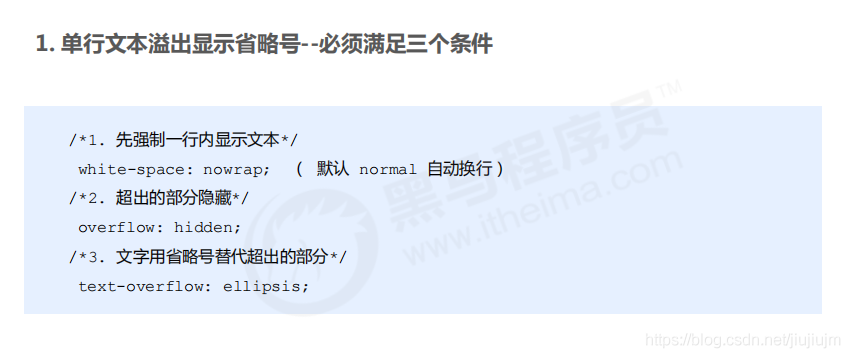 1. 单行文本溢出显示省略号--必须满足三个条件
/*1. 先强制一行内显示文本*/
white-space: nowrap; （ 默认 normal 自动换行）
/*2. 超出的部分隐藏*/
overflow: hidden;
/*3. 文字用省略号替代超出的部分*/
text-overflow: ellipsis;
黑马程序员™
www.itheima.com
https://blog.csdn.net/jiujiujm